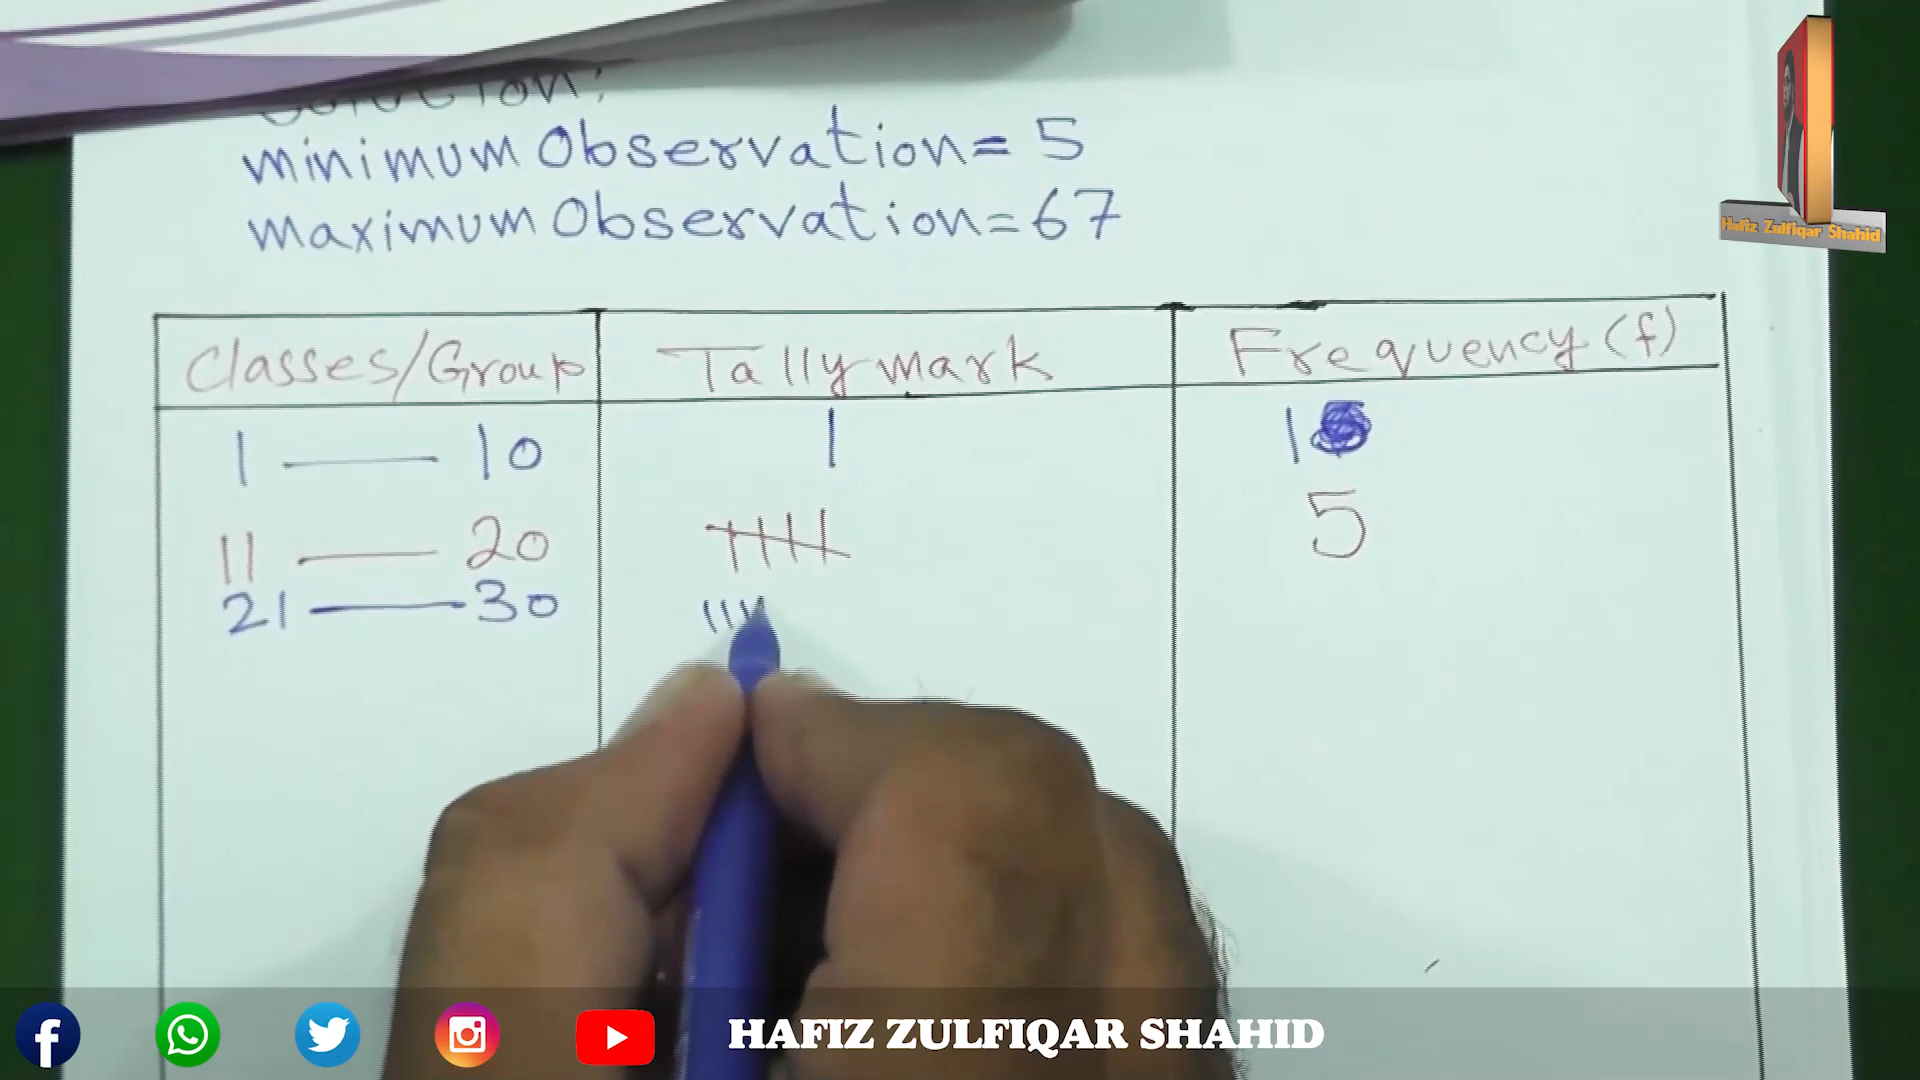 Solution:
minimum Observation = 5
maximum Observation = 67
Hafiz Zulfiqar Shahid
Classes/Group Tally mark Frequency (f)
1 — 10 | 1
11 — 20 5
21 — 30
HAFIZ ZULFIQAR SHAHID